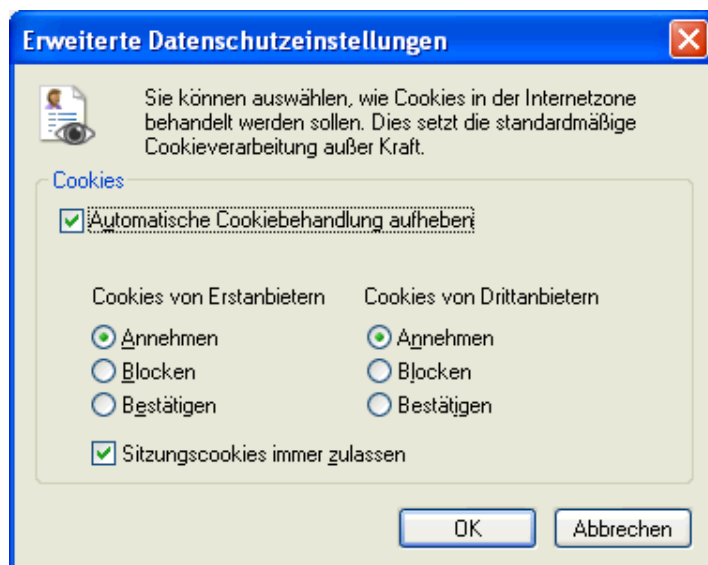 Erweiterte Datenschutzeinstellungen
Sie können auswählen, wie Cookies in der Internetzone
behandelt werden sollen. Dies setzt die standardmäßige
Cookieverarbeitung außer Kraft.
Cookies
Automatische Cookiebehandlung aufheben
Cookies von Erstanbietern Cookies von Drittanbietern
Annehmen Annehmen
Blocken Blocken
Bestätigen Bestätigen
Sitzungscookies immer zulassen
OK Abbrechen